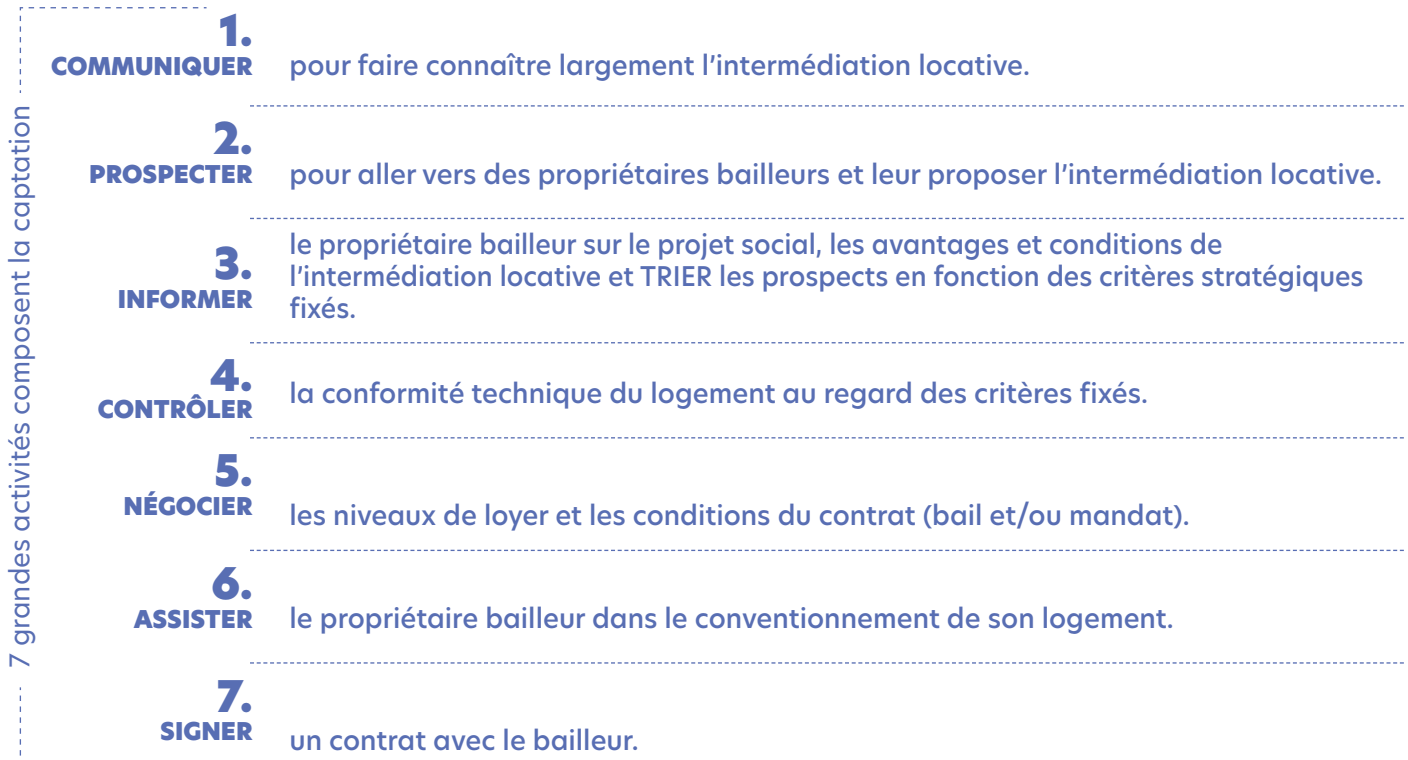 7 grandes activités composent la captation
1.
COMMUNIQUER
pour faire connaître largement l'intermédiation locative.
2.
PROSPECTER
pour aller vers des propriétaires bailleurs et leur proposer l'intermédiation locative.
3.
INFORMER
le propriétaire bailleur sur le projet social, les avantages et conditions de
l'intermédiation locative et TRIER les prospects en fonction des critères stratégiques
fixés.
4.
CONTRÔLER
la conformité technique du logement au regard des critères fixés.
5.
NÉGOCIER
les niveaux de loyer et les conditions du contrat (bail et/ou mandat).
6.
ASSISTER
le propriétaire bailleur dans le conventionnement de son logement.
7.
SIGNER
un contrat avec le bailleur.